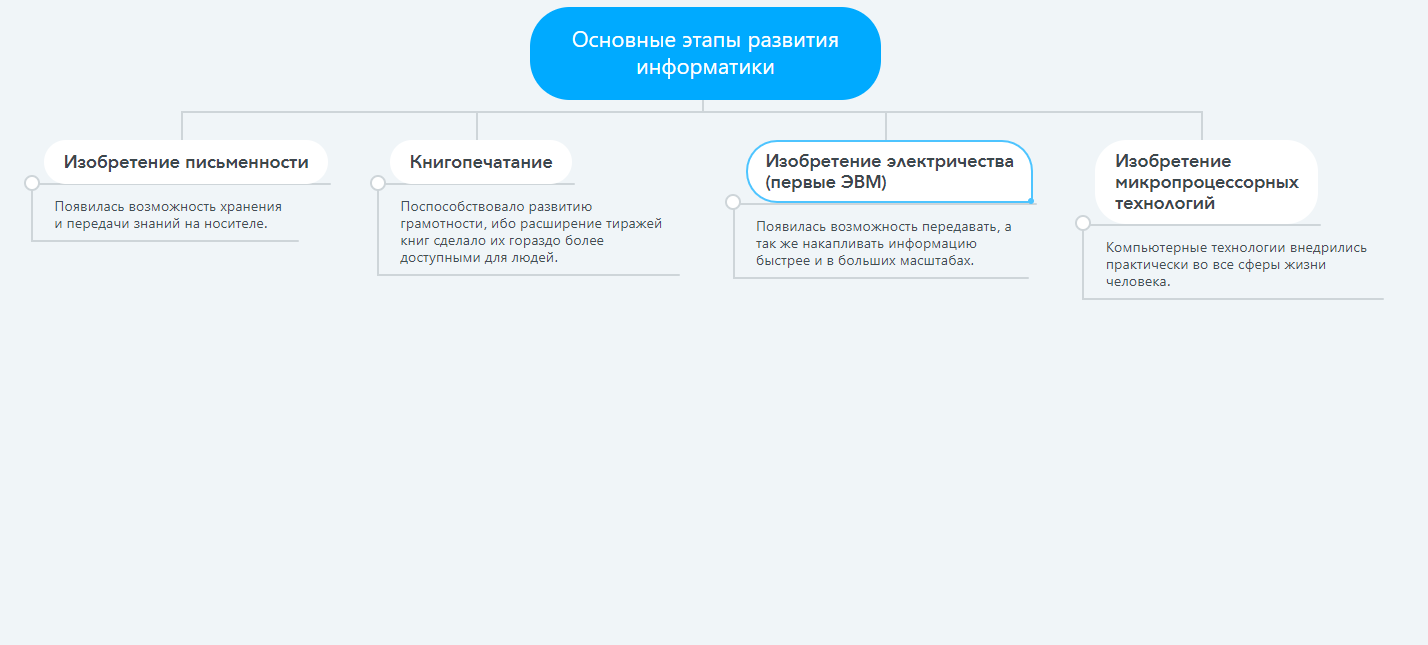 Основные этапы развития
информатики
Изобретение письменности
Появилась возможность хранения
и передачи знаний на носителе.
Книгопечатание
Поспособствовало развитию
грамотности, ибо расширение тиражей
книг сделало их гораздо более
доступными для людей.
Изобретение электричества
(первые ЭВМ)
Появилась возможность передавать, а
так же накапливать информацию
быстрее и в больших масштабах.
Изобретение
микропроцессорных
технологий
Компьютерные технологии внедрились
практически во все сферы жизни
человека.